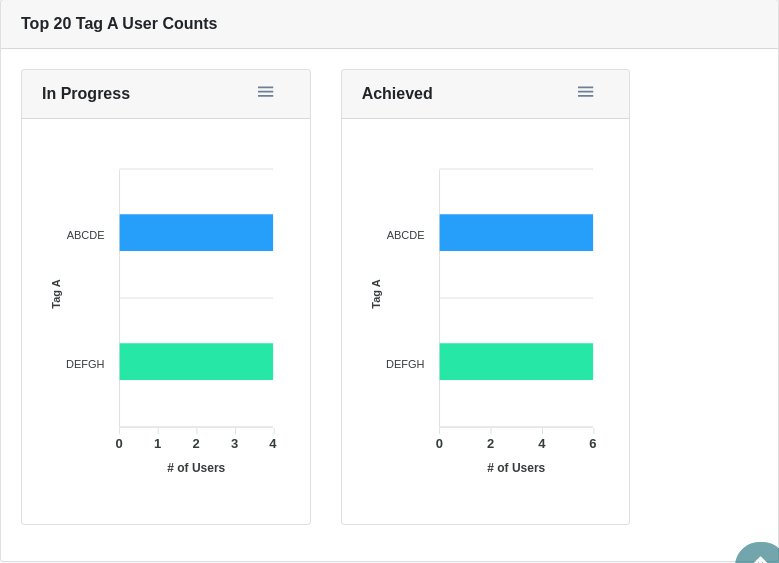 Top 20 Tag A User Counts
In Progress
Tag A
ABCDE
DEFGH
0 1 2 3 4
# of Users
Achieved
Tag A
ABCDE
DEFGH
0 2 4 6
# of Users